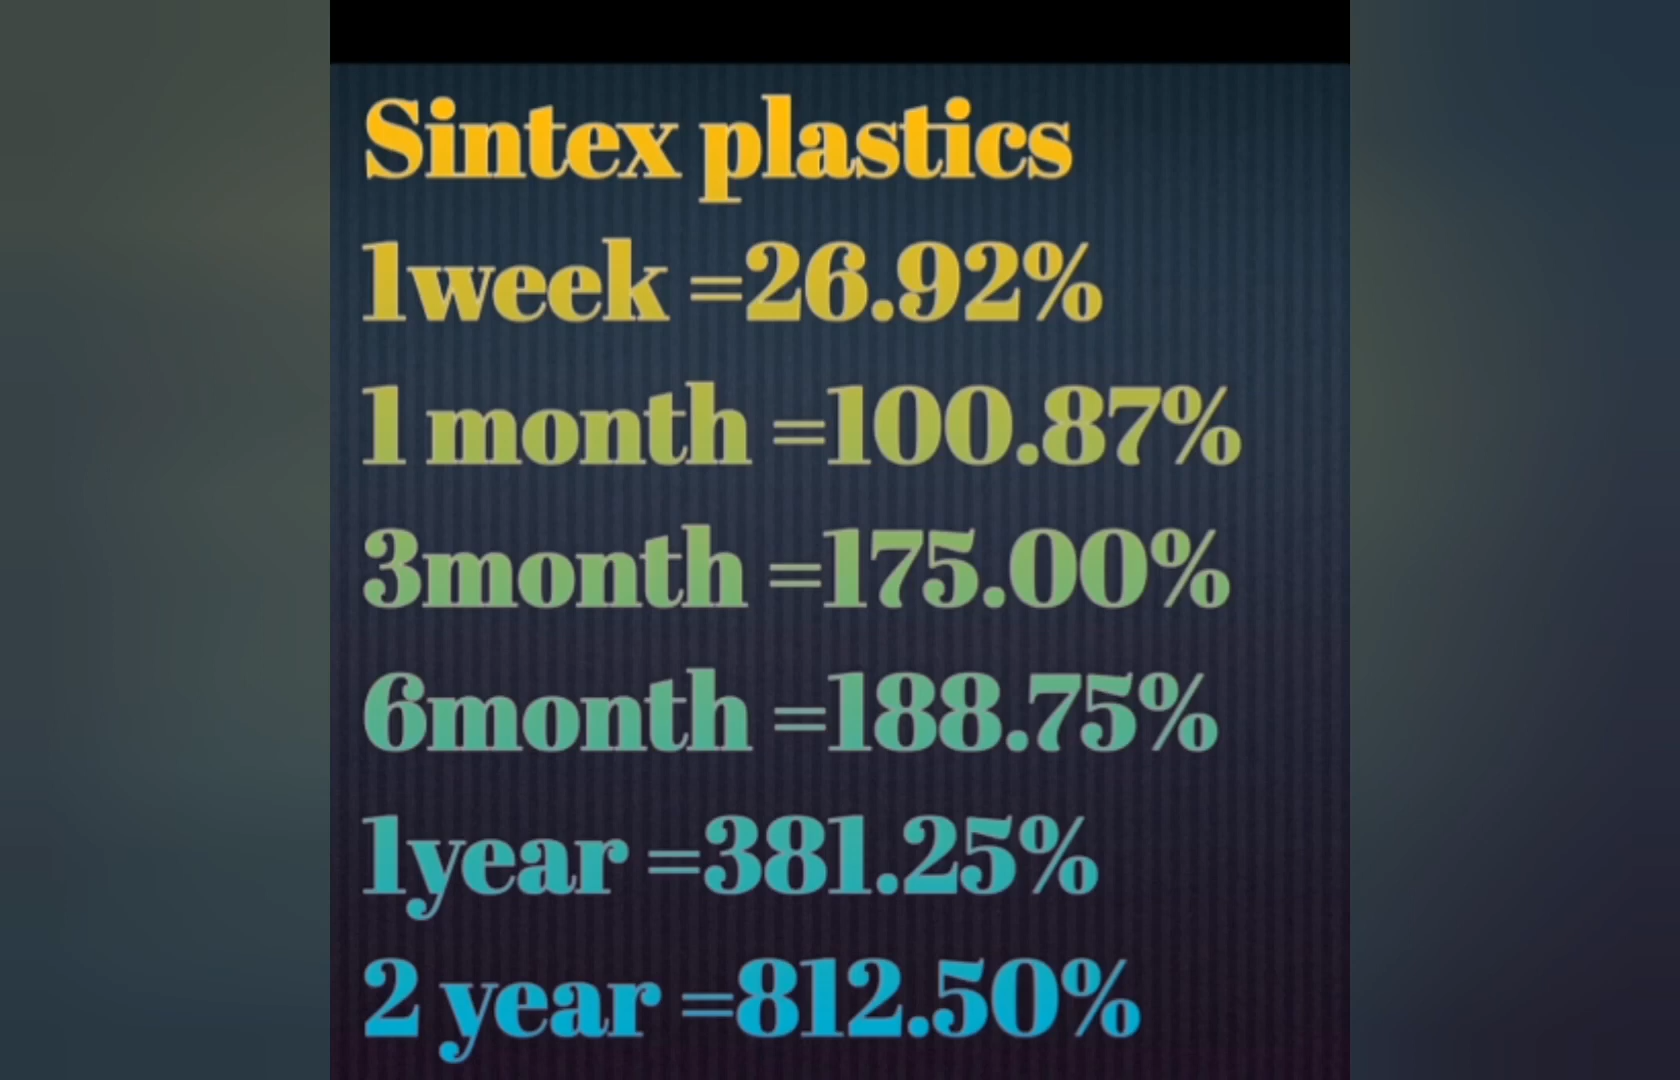 Sintex plastics
1week =26.92%
1 month =100.87%
3month =175.00%
6month =188.75%
1year =381.25%
2 year =812.50%